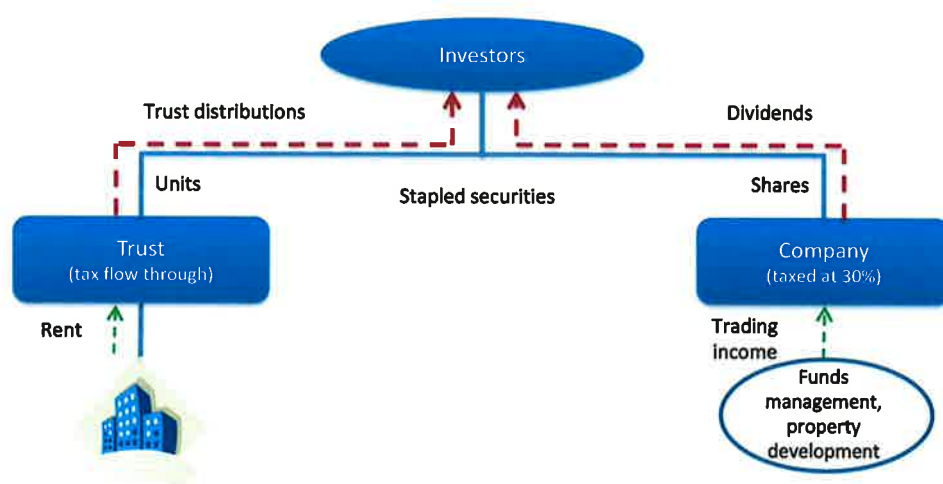 Investors
Trust distributions
Dividends
Units
Stapled securities
Shares
Trust
(tax flow through)
Company
(taxed at 30%)
Rent
Trading
income
Funds
management,
property
development